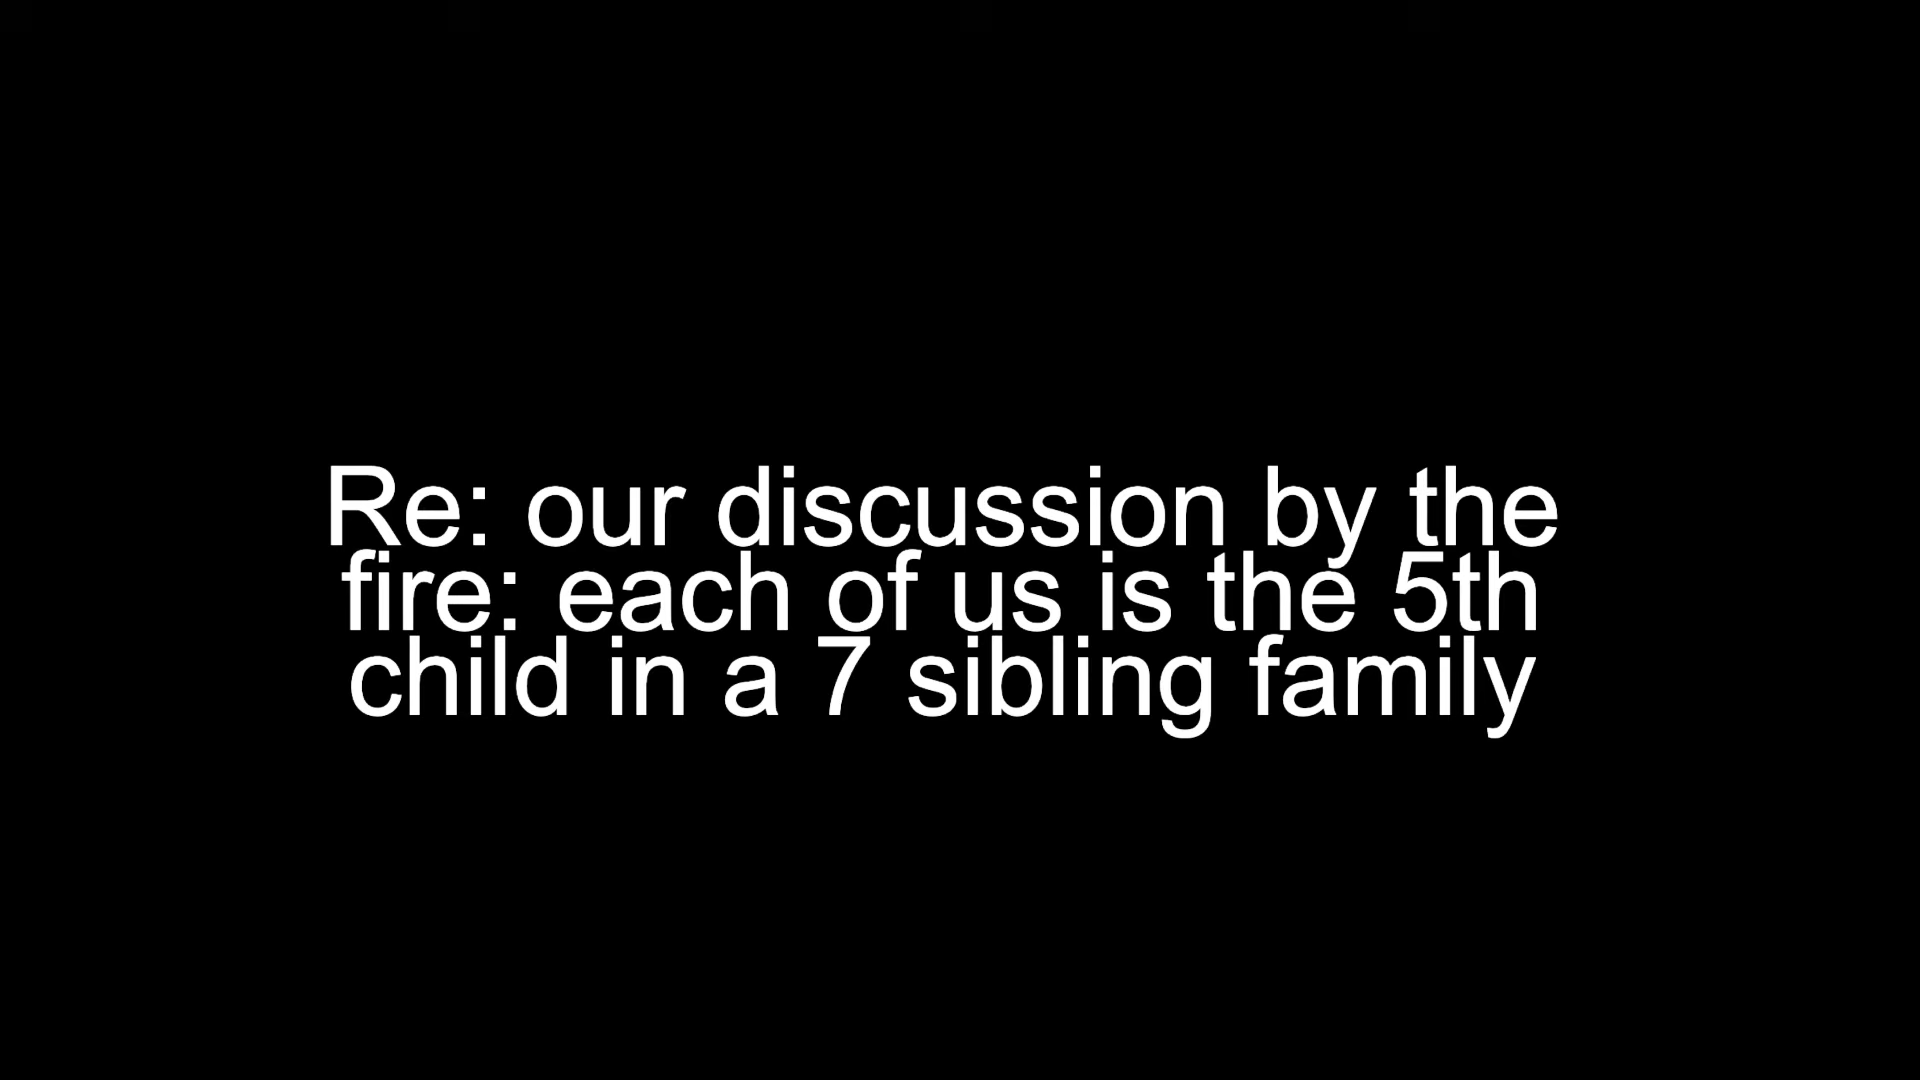 Re: our discussion by the
fire: each of us is the 5th
child in a 7 sibling family